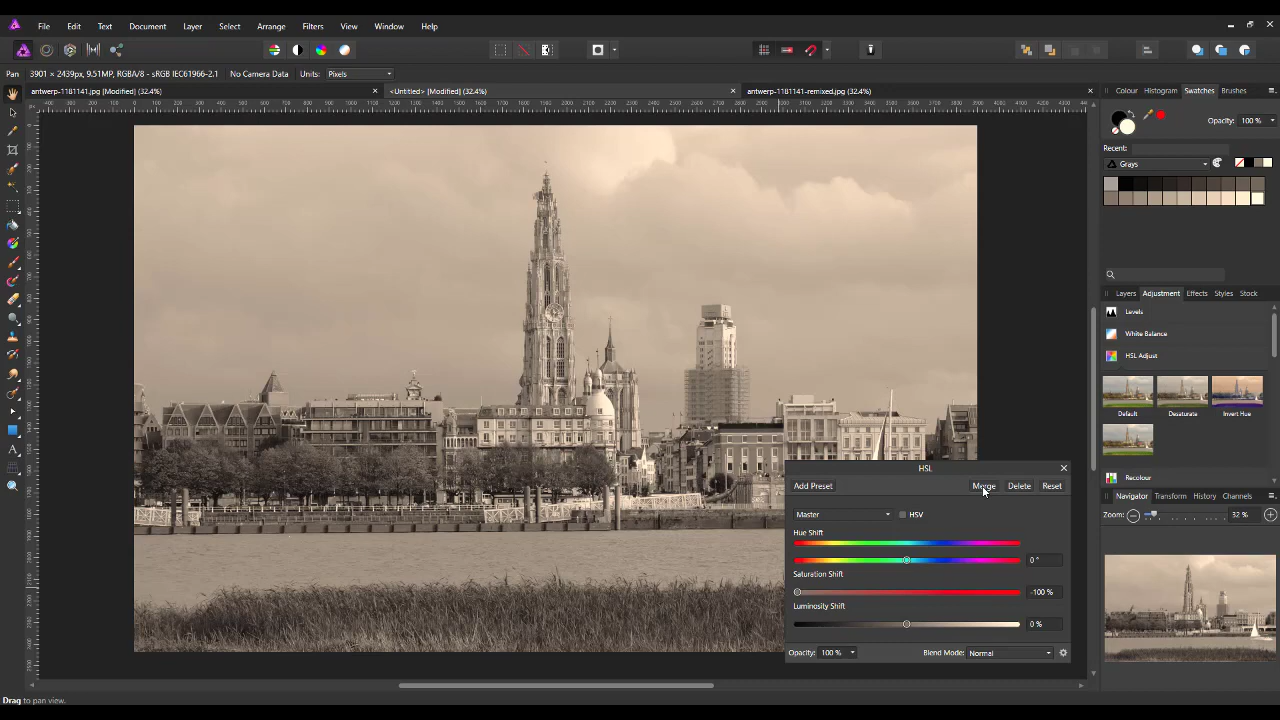 File Edit Text Document Layer Select Arrange Filters View Window Help
Pan 3901 × 2439px, 9.51MP, RGBA/8 - sRGB IEC61966-2.1 No Camera Data Units: Pixels
antwerp-1181141.jpg [Modified] (32.4%) <Untitled> [Modified] (32.4%) antwerp-1181141-remixed.jpg (32.4%)
Colour Histogram Swatches Brushes
Opacity: 100 %
Recent:
Grays
Layers Adjustment Effects Styles Stock
Levels
White Balance
HSL Adjust
Default Desaturate Invert Hue
Recolour
Navigator Transform History Channels
Zoom: 32 %
HSL
Add Preset Merge Delete Reset
Master HSV
Hue Shift
0 °
Saturation Shift
-100 %
Luminosity Shift
0 %
Opacity: 100 % Blend Mode: Normal
Drag to pan view.